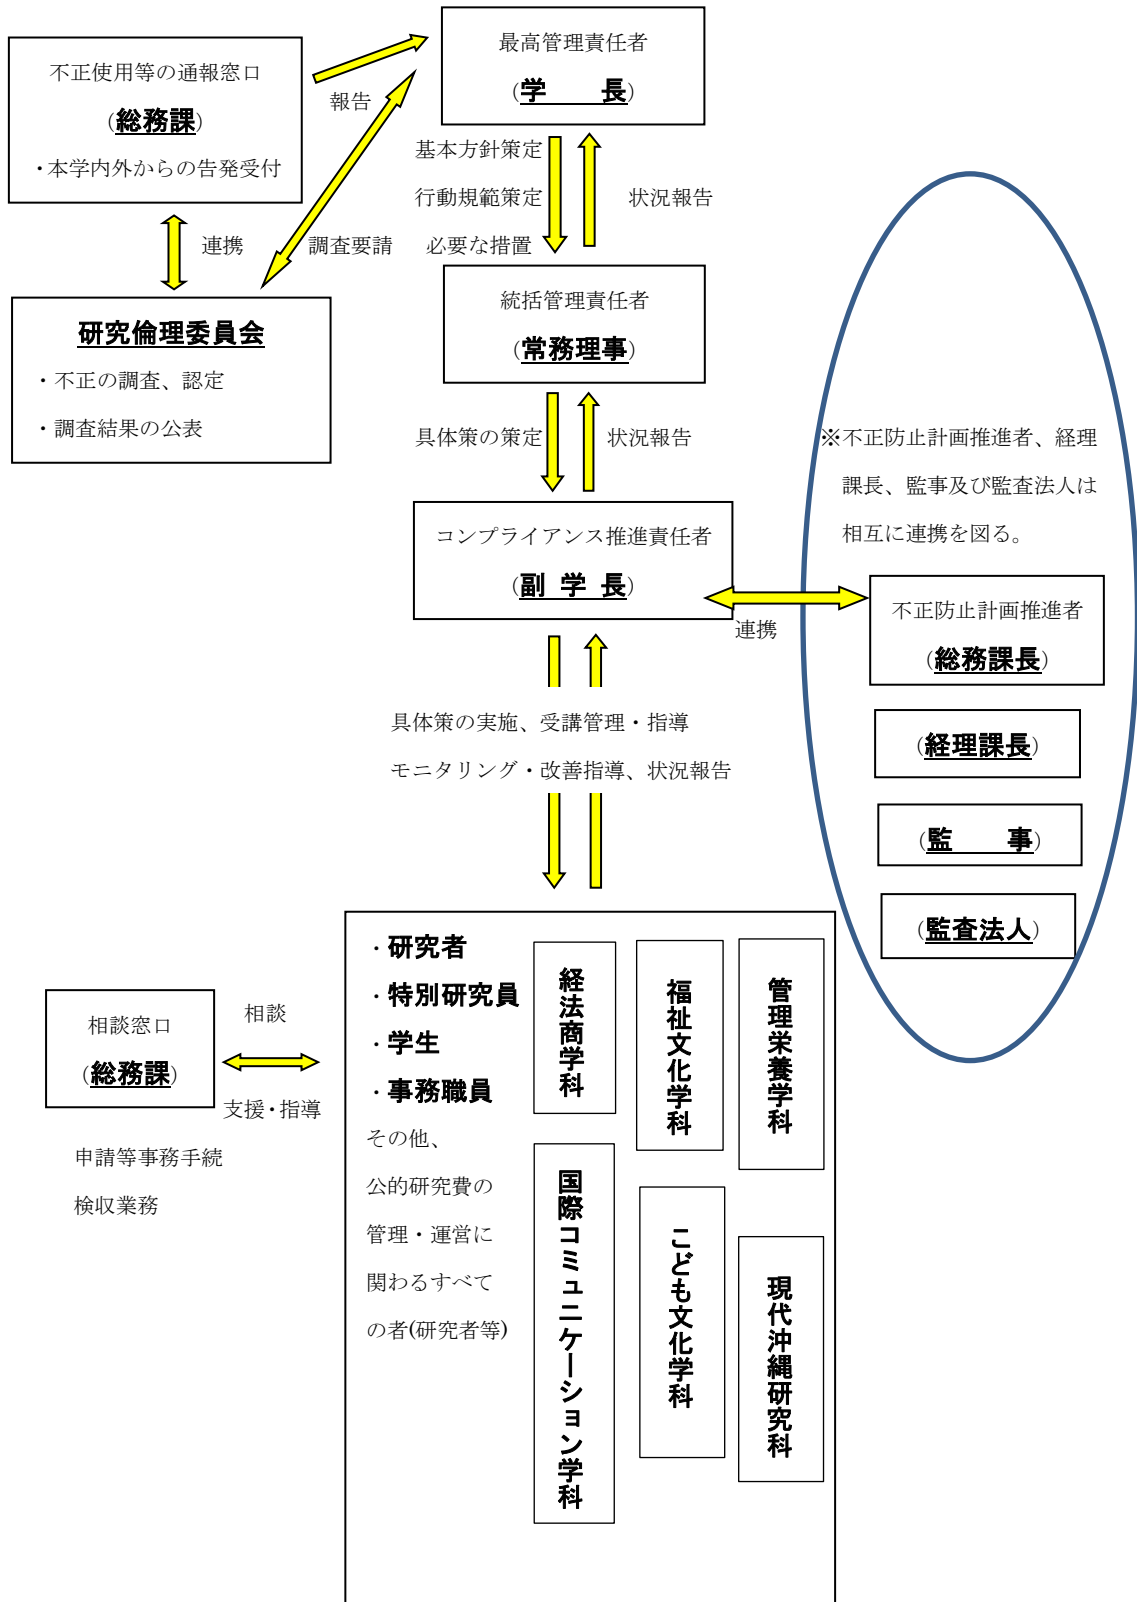 不正使用等の通報窓口
(総務課)
・本学内外からの告発受付
報告
最高管理責任者
(学　　長)
基本方針策定
行動規範策定
必要な措置
状況報告
連携
調査要請
研究倫理委員会
・不正の調査、認定
・調査結果の公表
統括管理責任者
(常務理事)
具体策の策定
状況報告
コンプライアンス推進責任者
(副 学 長)
連携
※不正防止計画推進者、経理
課長、監事及び監査法人は
相互に連携を図る。
不正防止計画推進者
(総務課長)
(経理課長)
(監　　事)
(監査法人)
具体策の実施、受講管理・指導
モニタリング・改善指導、状況報告
相談窓口
(総務課)
相談
支援・指導
申請等事務手続
検収業務
・研究者
・特別研究員
・学生
・事務職員
その他、
公的研究費の
管理・運営に
関わるすべて
の者(研究者等)
経法商学科
福祉文化学科
管理栄養学科
国際コミュニケーション学科
こども文化学科
現代沖縄研究科